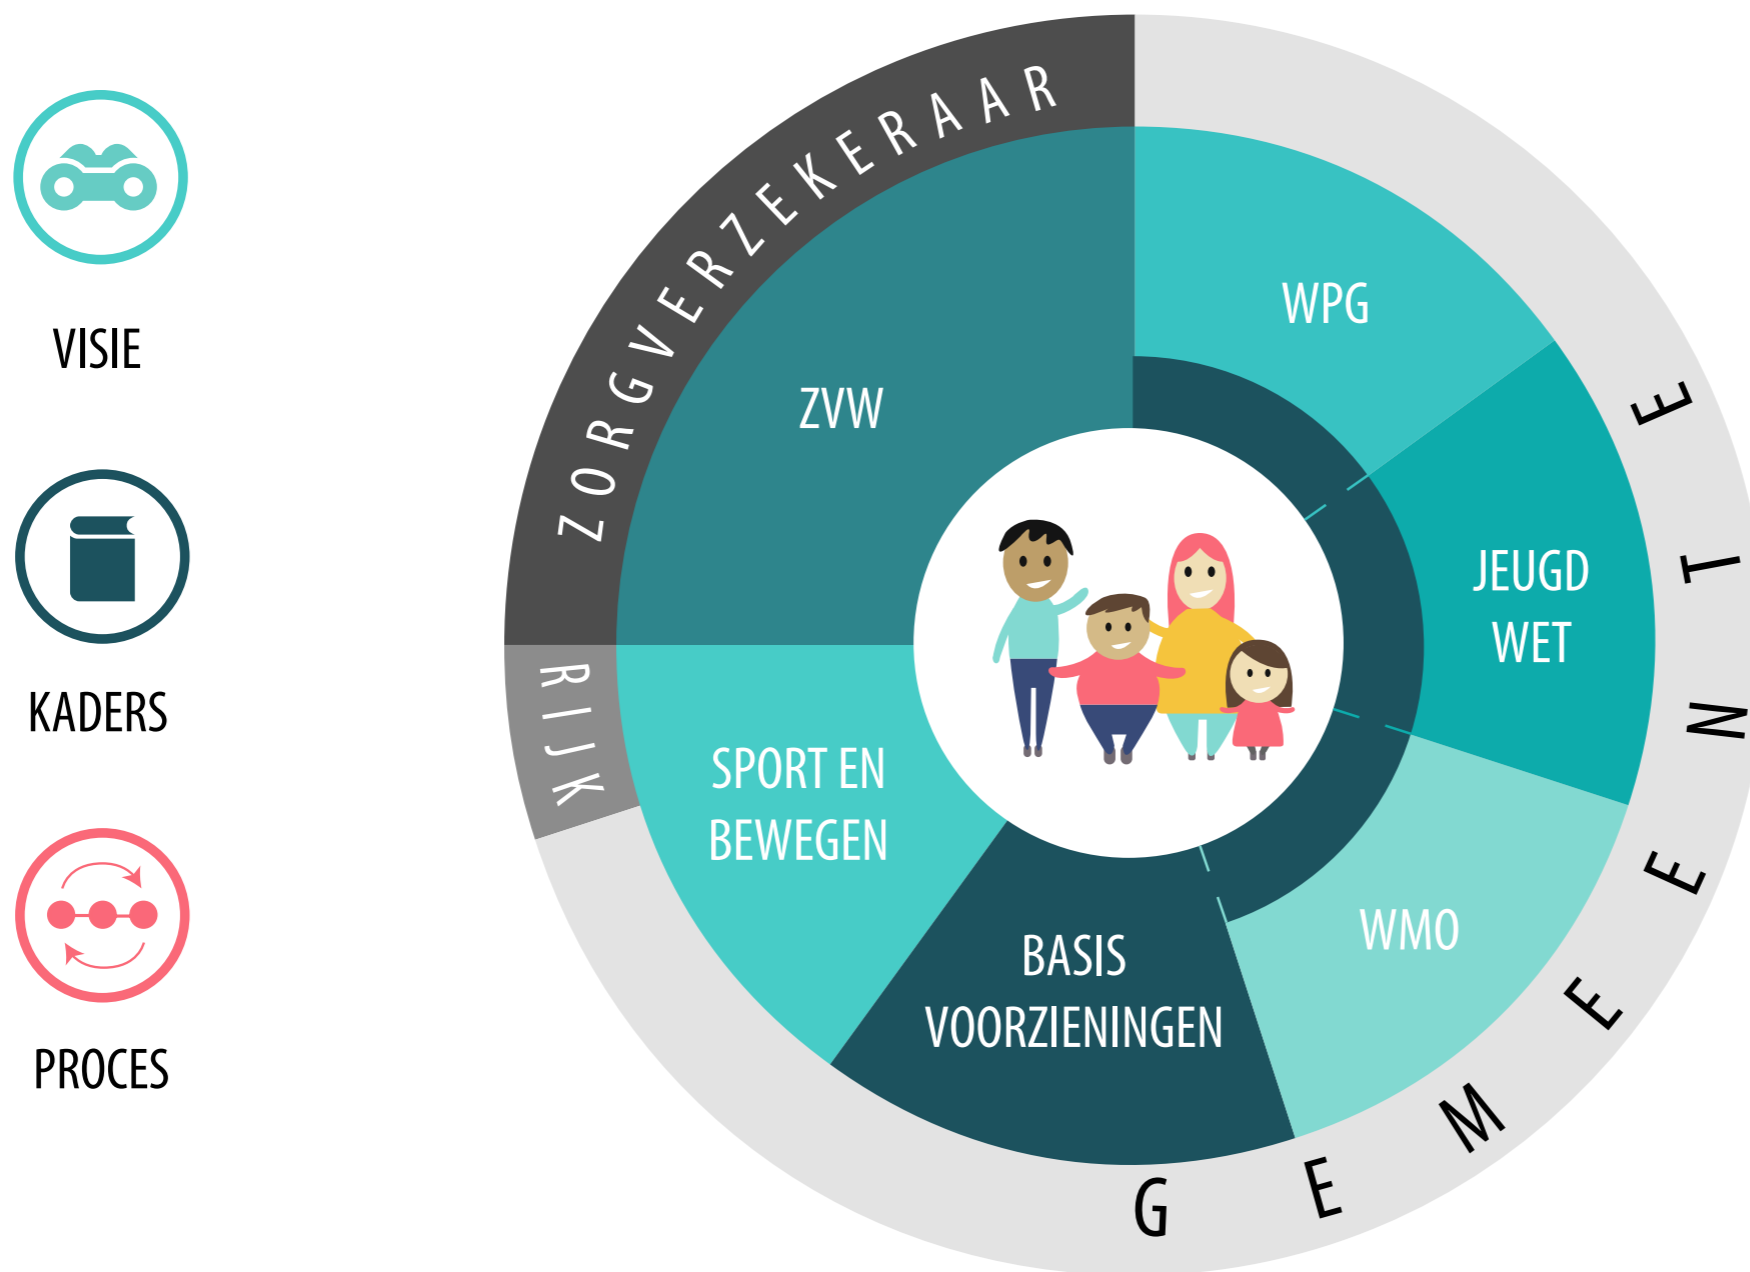 VISIE
KADERS
PROCES
ZORGVERZEKERAAR
RIJK
GEMEENTE
ZVW
WPG
JEUGD
WET
WMO
BASIS
VOORZIENINGEN
SPORT EN
BEWEGEN